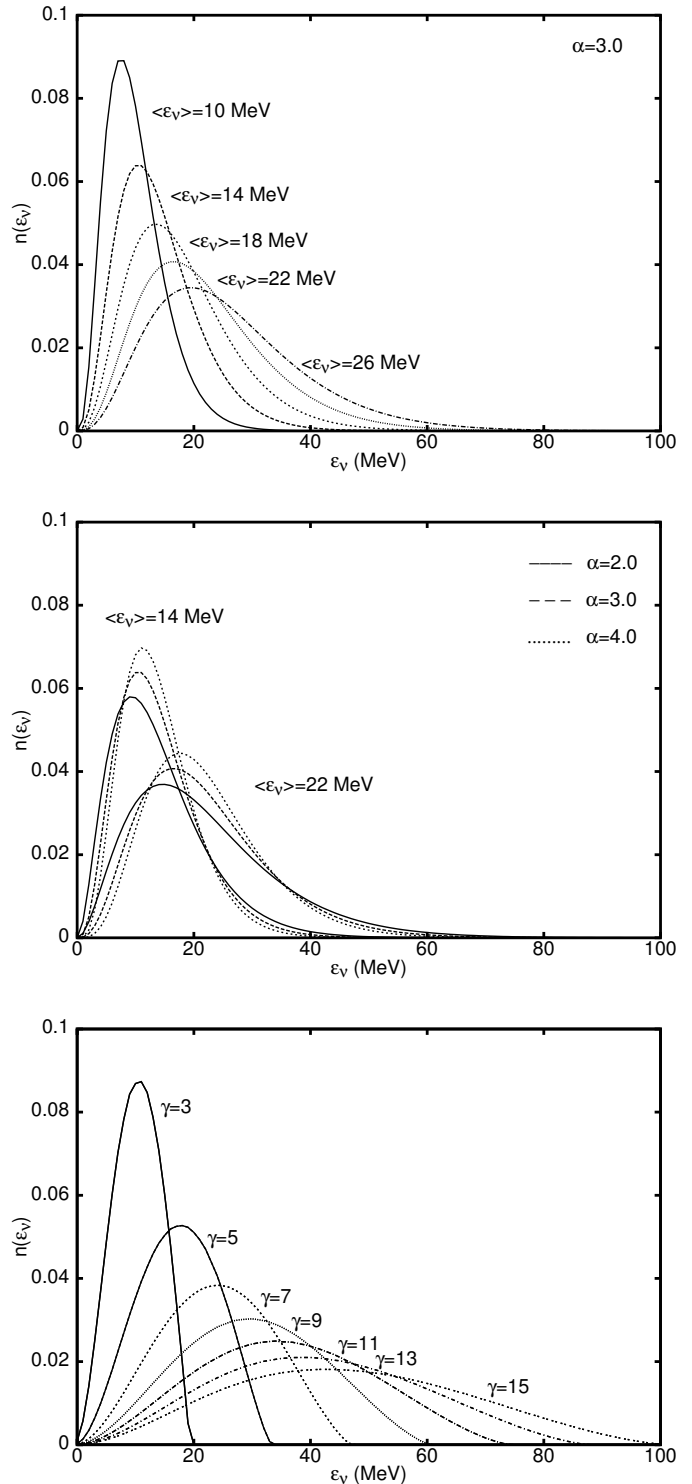 0.1
α=3.0
0.08
<εν>=10 MeV
0.06
<εν>=14 MeV
n(εν)
<εν>=18 MeV
0.04
<εν>=22 MeV
0.02
<εν>=26 MeV
0
0 20 40 60 80 100
εν (MeV)
0.1
α=2.0
α=3.0
0.08
<εν>=14 MeV
α=4.0
0.06
n(εν)
0.04
<εν>=22 MeV
0.02
0
0 20 40 60 80 100
εν (MeV)
0.1
0.08
γ=3
0.06
n(εν)
γ=5
0.04
γ=7
γ=9
γ=11
0.02
γ=13
γ=15
0
0 20 40 60 80 100
εν (MeV)